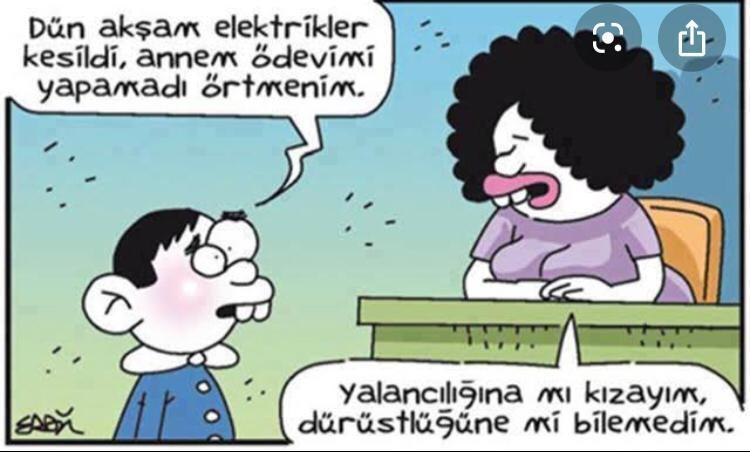 Dün akşam elektrikler
kesildi, annem ödevimi
yapamadı örtmenim.
Yalancılığına mı kızayım,
dürüstlüğüne mi bilemedim.